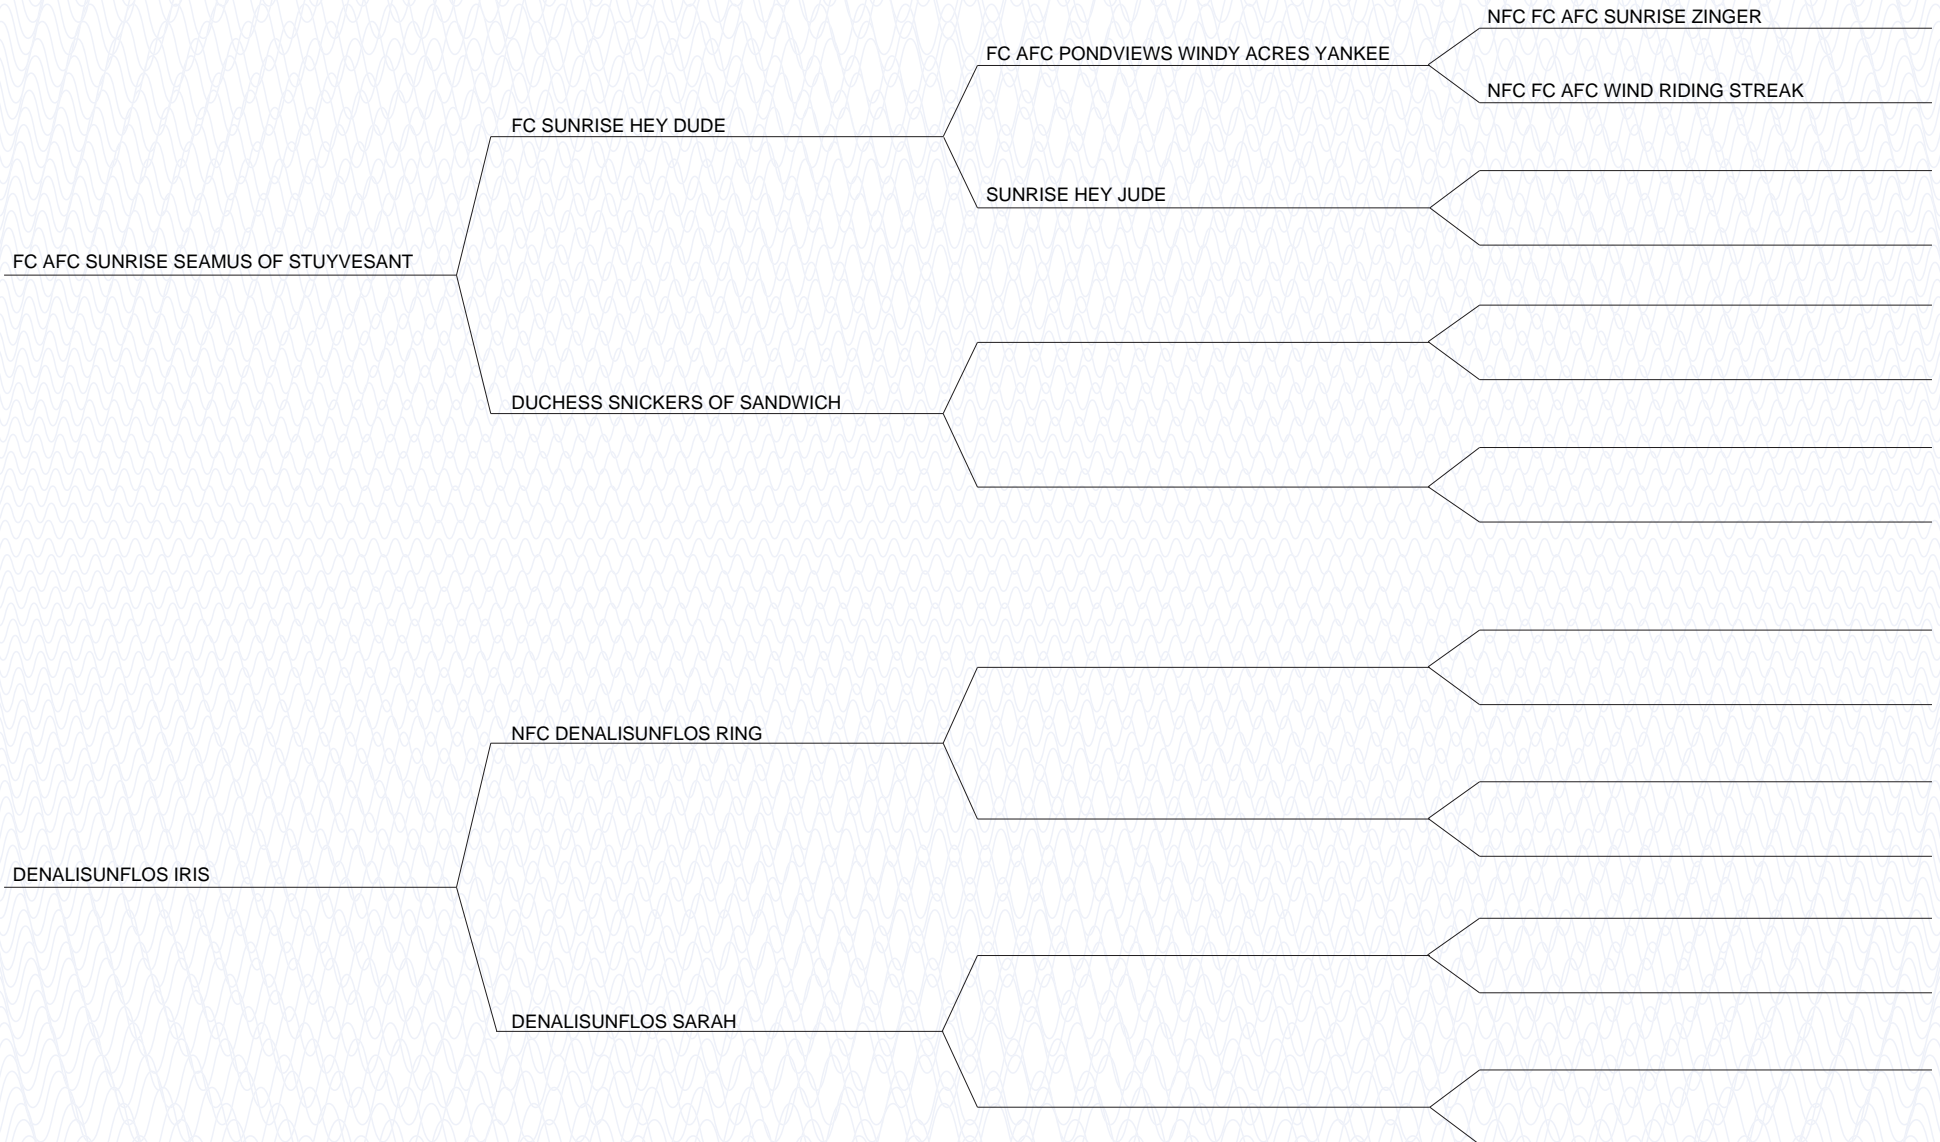 NFC FC AFC SUNRISE ZINGER
FC AFC PONDVIEWS WINDY ACRES YANKEE
NFC FC AFC WIND RIDING STREAK
FC SUNRISE HEY DUDE
SUNRISE HEY JUDE
FC AFC SUNRISE SEAMUS OF STUYVESANT
DUCHESS SNICKERS OF SANDWICH
NFC DENALISUNFLOS RING
DENALISUNFLOS IRIS
DENALISUNFLOS SARAH